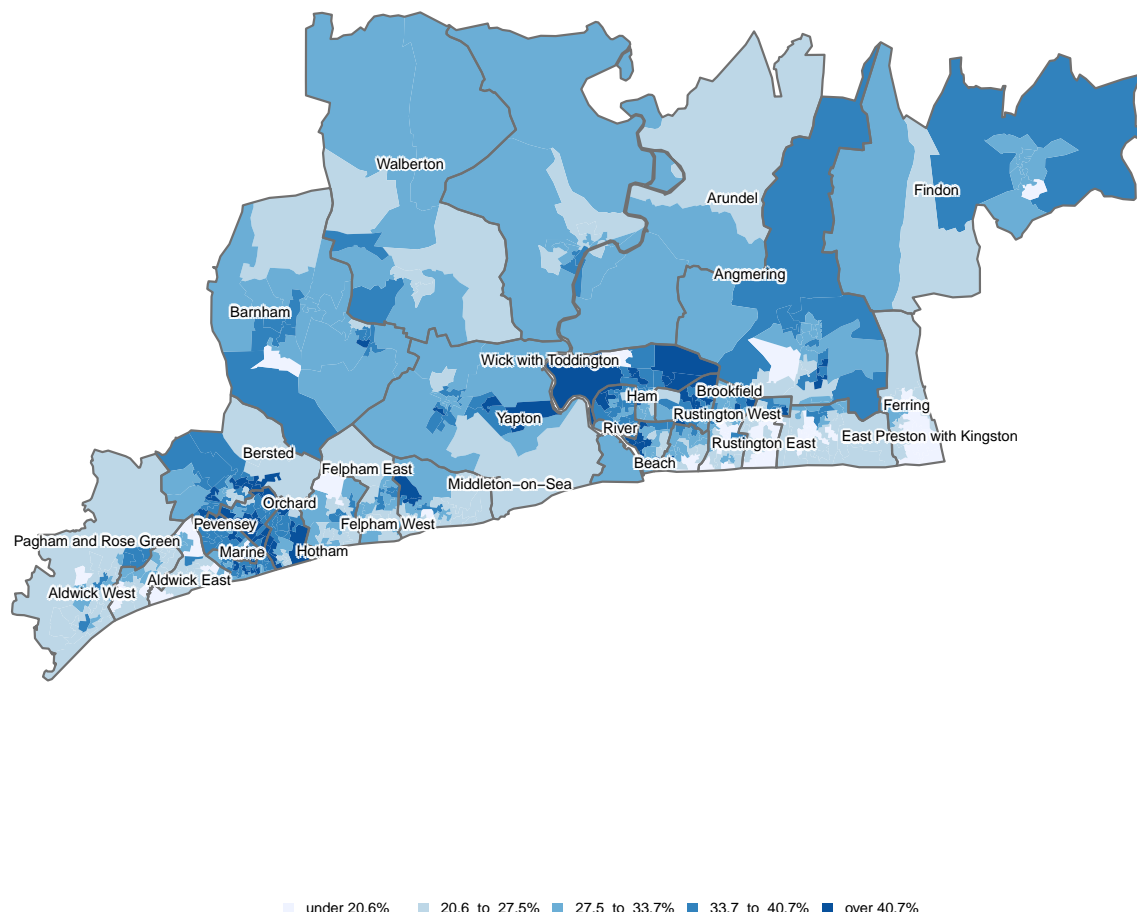 Walberton
Arundel
Findon
Angmering
Barnham
Wick with Toddington
Brookfield
Ham
Ferring
Rustington West
Yapton
River
East Preston with Kingston
Rustington East
Bersted
Beach
Felpham East
Middleton−on−Sea
Orchard
Pevensey
Felpham West
Pagham and Rose Green
Marine
Hotham
Aldwick East
Aldwick West
under 20.6% 20.6 to 27.5% 27.5 to 33.7% 33.7 to 40.7% over 40.7%